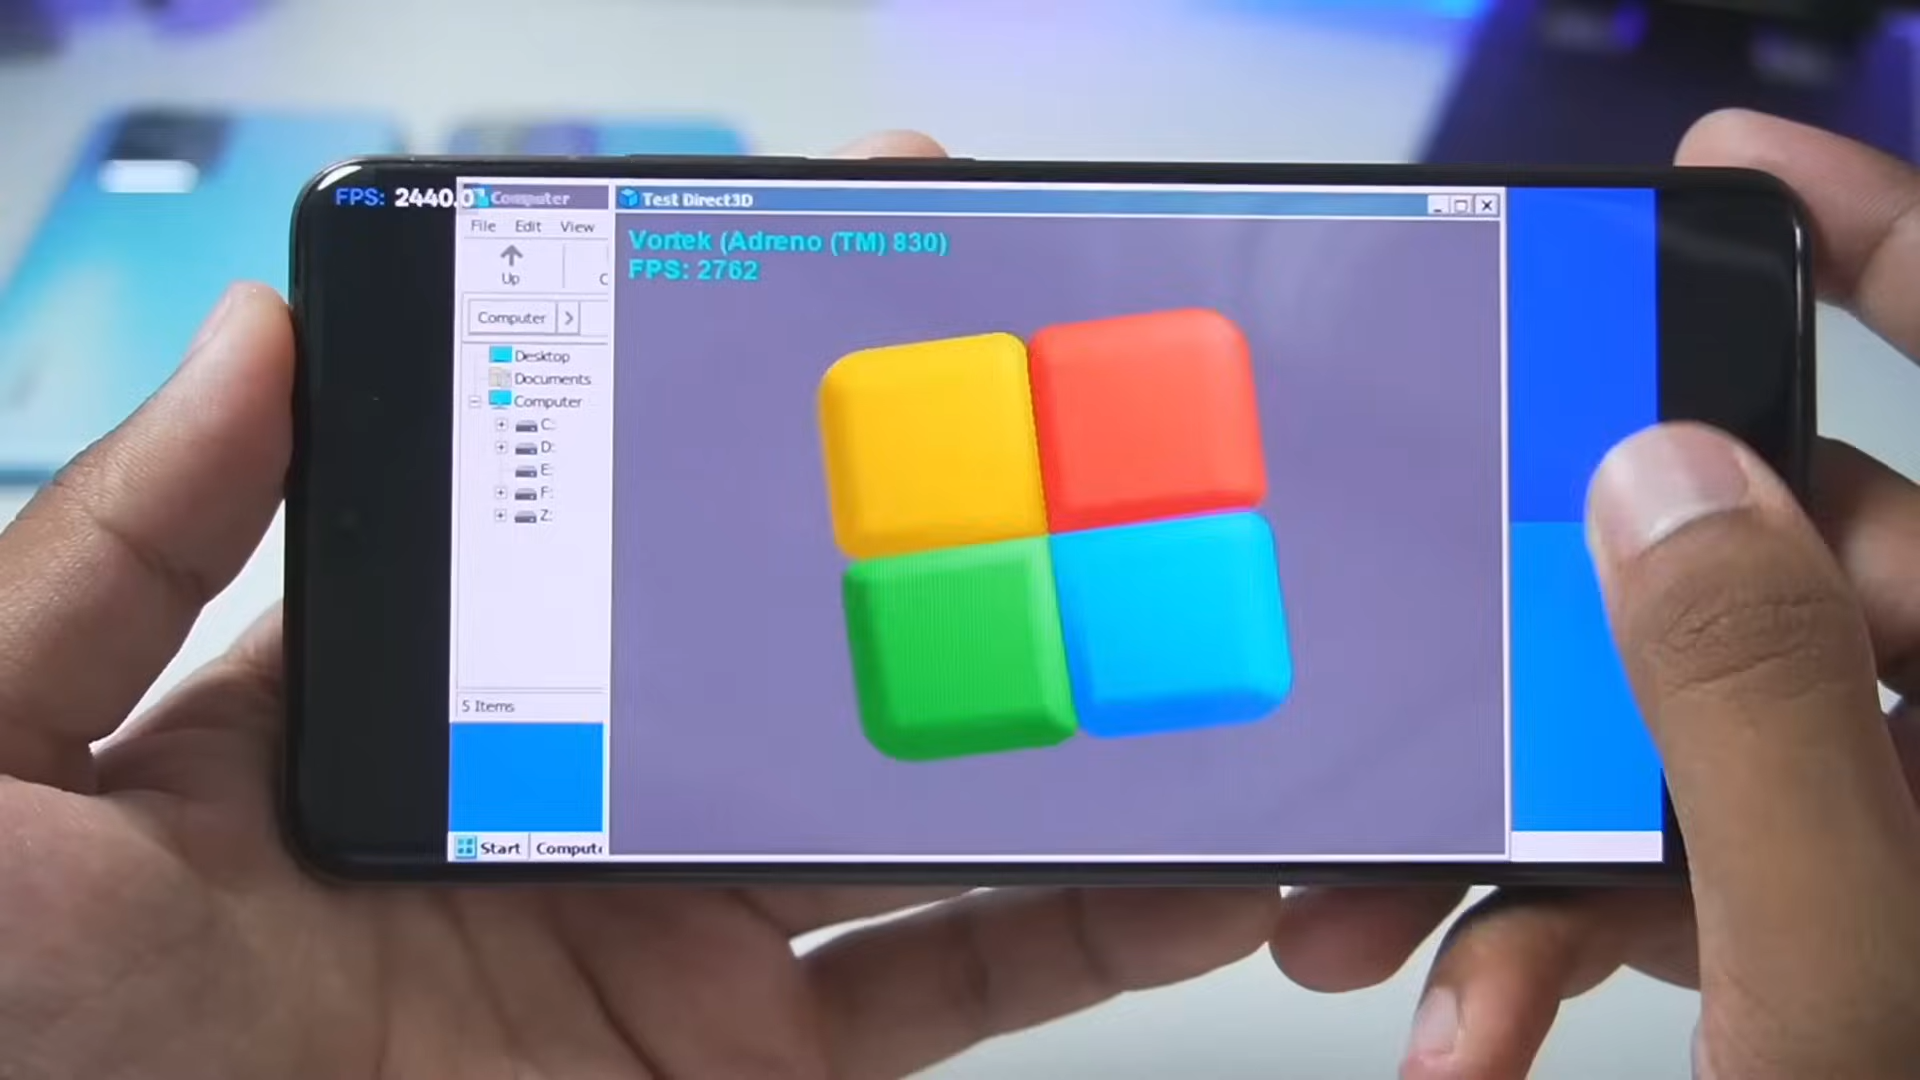 FPS: 2440.0
Computer
Test Direct3D
File Edit View
Vortek (Adreno (TM) 830)
FPS: 2762
Up
Computer
Desktop
Documents
Computer
C:
D:
E:
F:
Z:
5 Items
Start
Compute